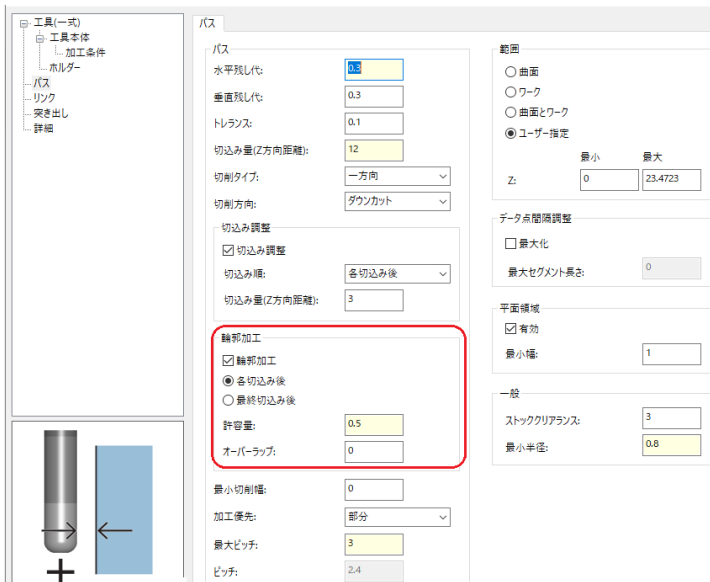 工具(一式)
工具本体
加工条件
ホルダー
パス
リンク
突き出し
詳細
パス
パス
水平残し代: 0.3
垂直残し代: 0.3
トレランス: 0.1
切込み量(Z方向距離): 12
切削タイプ: 一方向
切削方向: ダウンカット
切込み調整
切込み調整
切込み順: 各切込み後
切込み量(Z方向距離): 3
輪郭加工
輪郭加工
各切込み後
最終切込み後
許容量: 0.5
オーバーラップ: 0
最小切削幅: 0
加工優先: 部分
最大ピッチ: 3
ピッチ: 2.4
範囲
曲面
ワーク
曲面とワーク
ユーザー指定
最小 最大
Z: 0 23.4723
データ点間隔調整
最大化
最大セグメント長さ: 0
平面領域
有効
最小幅: 1
一般
ストッククリアランス: 3
最小半径: 0.8